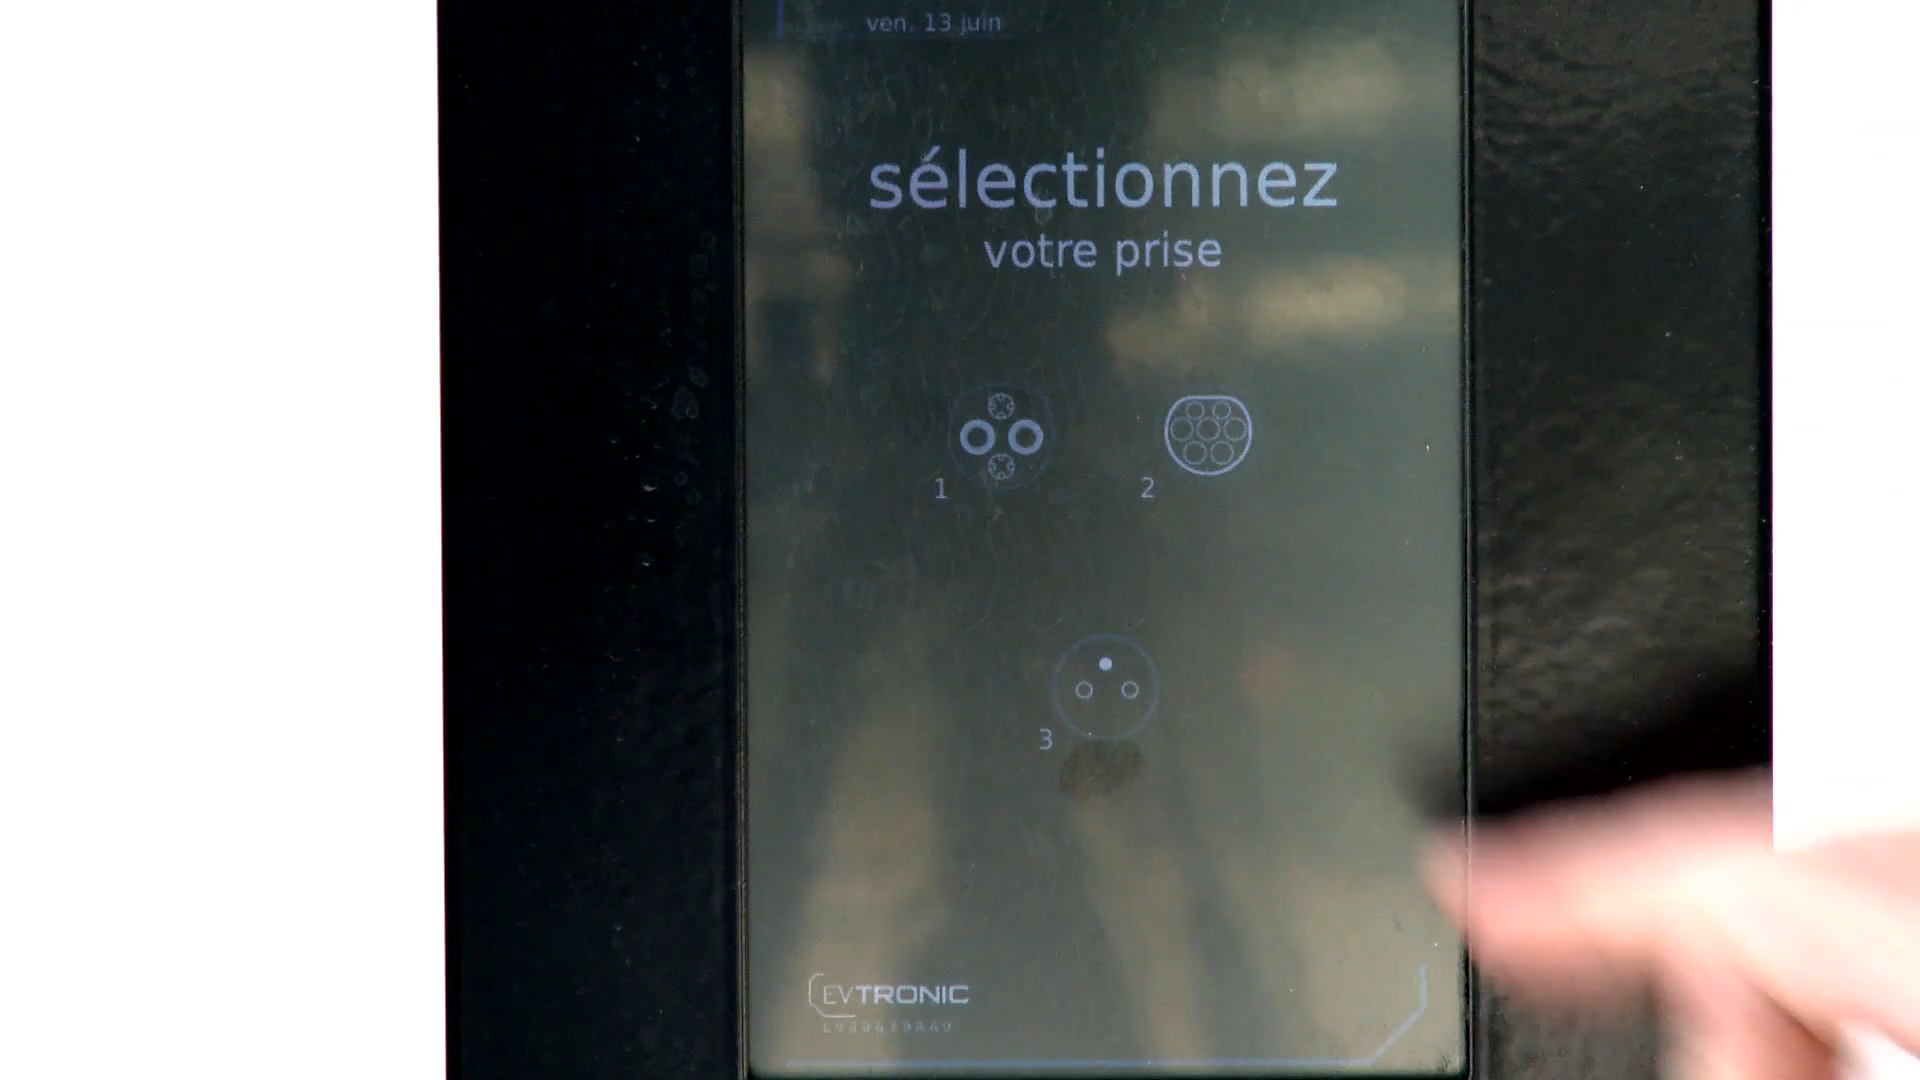 ven. 13 juin
sélectionnez
votre prise
1
2
3
EVTRONIC